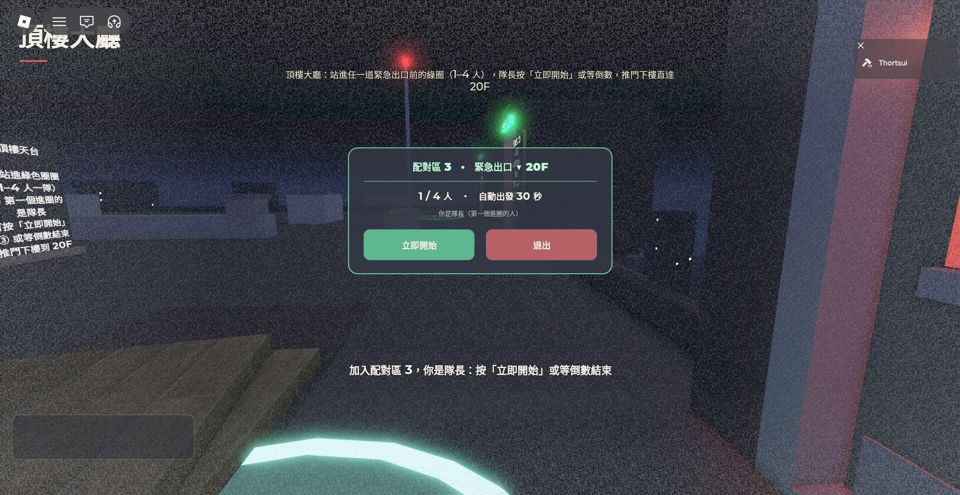 頂樓大廳
Thortsui
頂樓大廳：站進任一道緊急出口前的綠圈（1–4 人），隊長按「立即開始」或等倒數，推門下樓直達
20F
配對區 3 • 緊急出口 ▼ 20F
1 / 4 人 • 自動出發 30 秒
你是隊長（第一個進圈的人）
立即開始
退出
頂樓天台
站進綠色圈圈
1–4 人一隊）
第一個進圈的
是隊長
按「立即開始」
③）或等倒數結束
推門下樓到 20F
加入配對區 3，你是隊長：按「立即開始」或等倒數結束